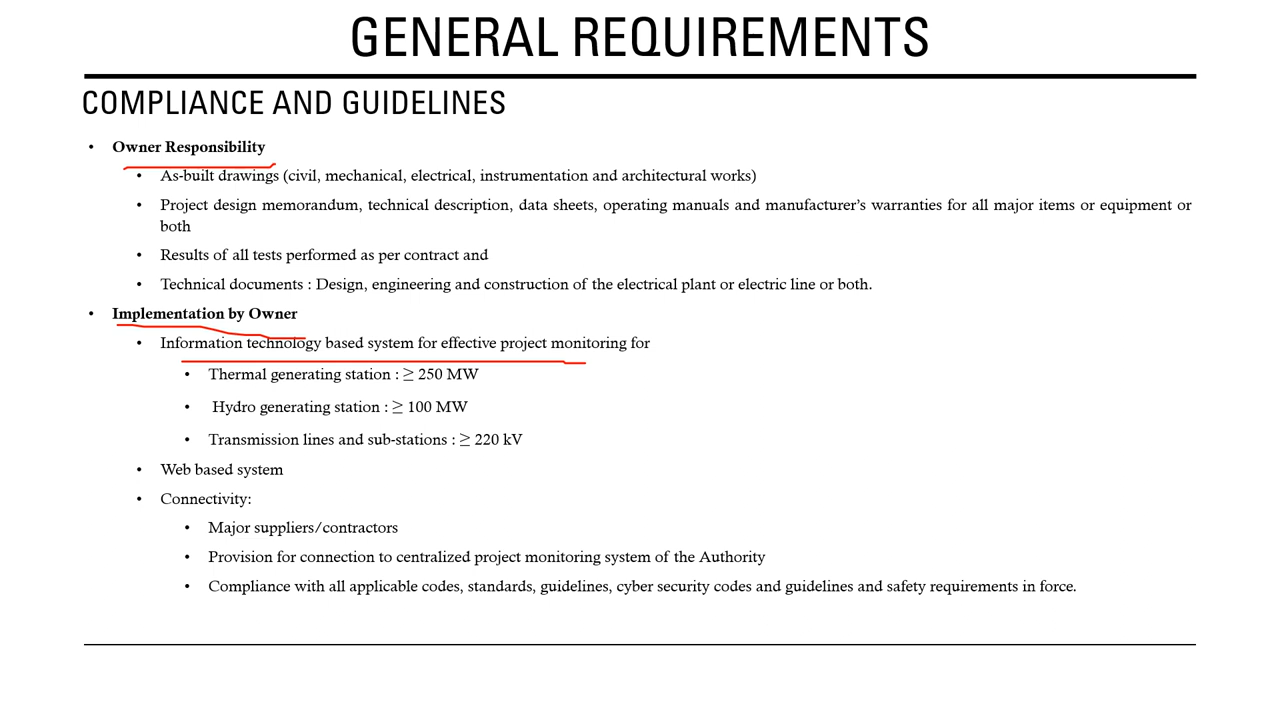 GENERAL REQUIREMENTS
COMPLIANCE AND GUIDELINES
• Owner Responsibility
• As-built drawings (civil, mechanical, electrical, instrumentation and architectural works)
• Project design memorandum, technical description, data sheets, operating manuals and manufacturer's warranties for all major items or equipment or
both
• Results of all tests performed as per contract and
• Technical documents : Design, engineering and construction of the electrical plant or electric line or both.
• Implementation by Owner
• Information technology based system for effective project monitoring for
• Thermal generating station : ≥ 250 MW
• Hydro generating station : ≥ 100 MW
• Transmission lines and sub-stations : ≥ 220 kV
• Web based system
• Connectivity:
• Major suppliers/contractors
• Provision for connection to centralized project monitoring system of the Authority
• Compliance with all applicable codes, standards, guidelines, cyber security codes and guidelines and safety requirements in force.